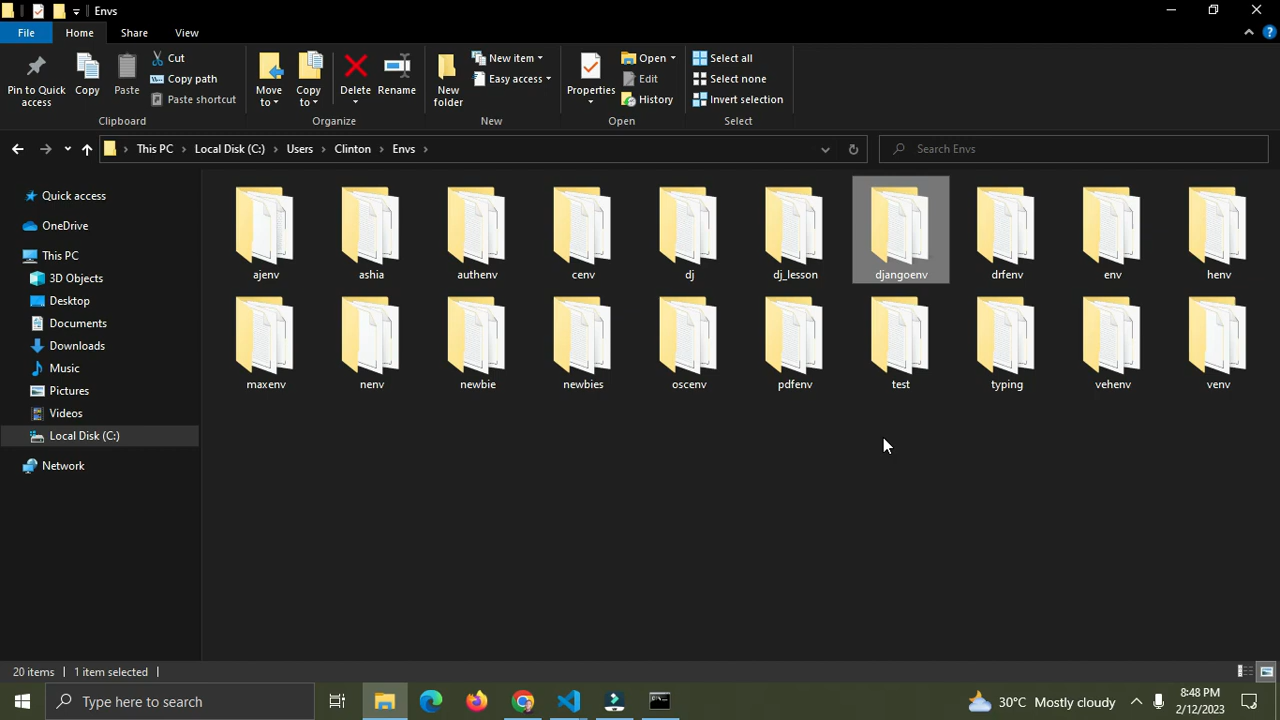 Envs
File Home Share View
Pin to Quick access
Copy
Paste
Cut
Copy path
Paste shortcut
Clipboard
Move to
Copy to
Delete
Rename
Organize
New folder
New item
Easy access
New
Properties
Open
Edit
History
Open
Select all
Select none
Invert selection
Select
This PC > Local Disk (C:) > Users > Clinton > Envs >
Search Envs
Quick access
OneDrive
This PC
3D Objects
Desktop
Documents
Downloads
Music
Pictures
Videos
Local Disk (C:)
Network
ajenv ashia authenv cenv dj dj_lesson djangoenv drfenv env henv
maxenv nenv newbie newbies oscenv pdfenv test typing vehenv venv
20 items 1 item selected
Type here to search
30°C Mostly cloudy
8:48 PM
2/12/2023